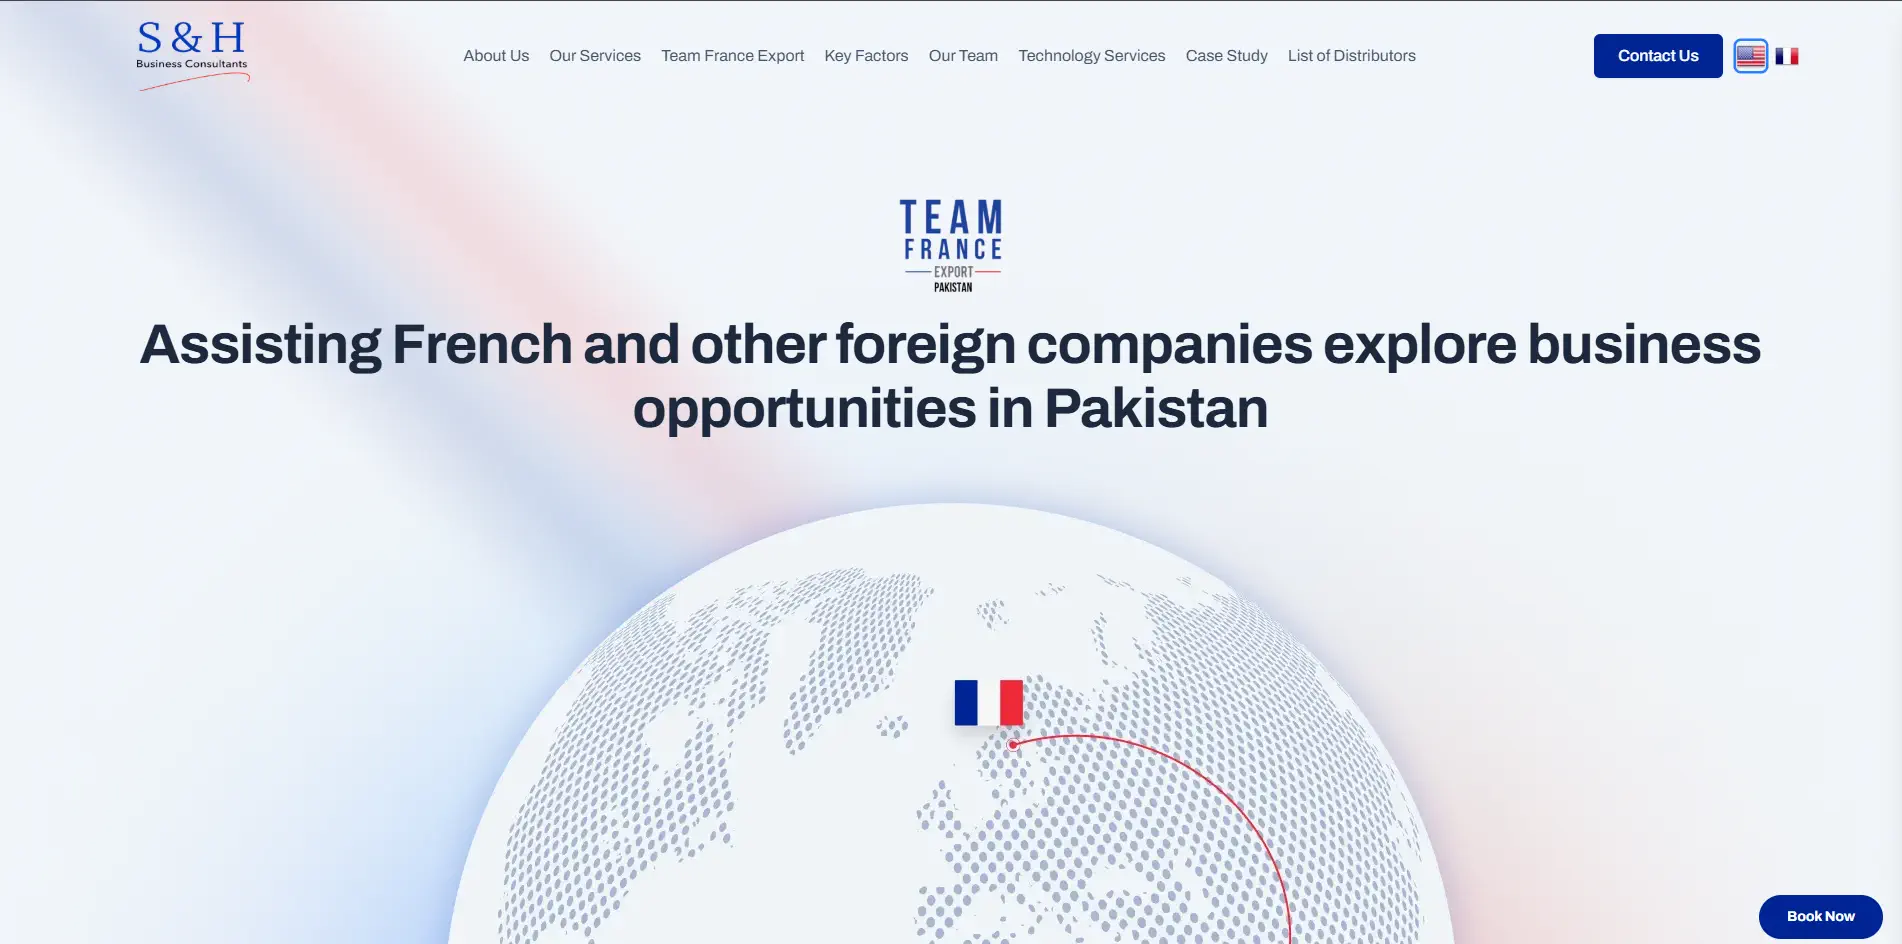 S & H
Business Consultants
About Us
Our Services
Team France Export
Key Factors
Our Team
Technology Services
Case Study
List of Distributors
Contact Us
TEAM
FRANCE
EXPORT
PAKISTAN
Assisting French and other foreign companies explore business
opportunities in Pakistan
Book Now